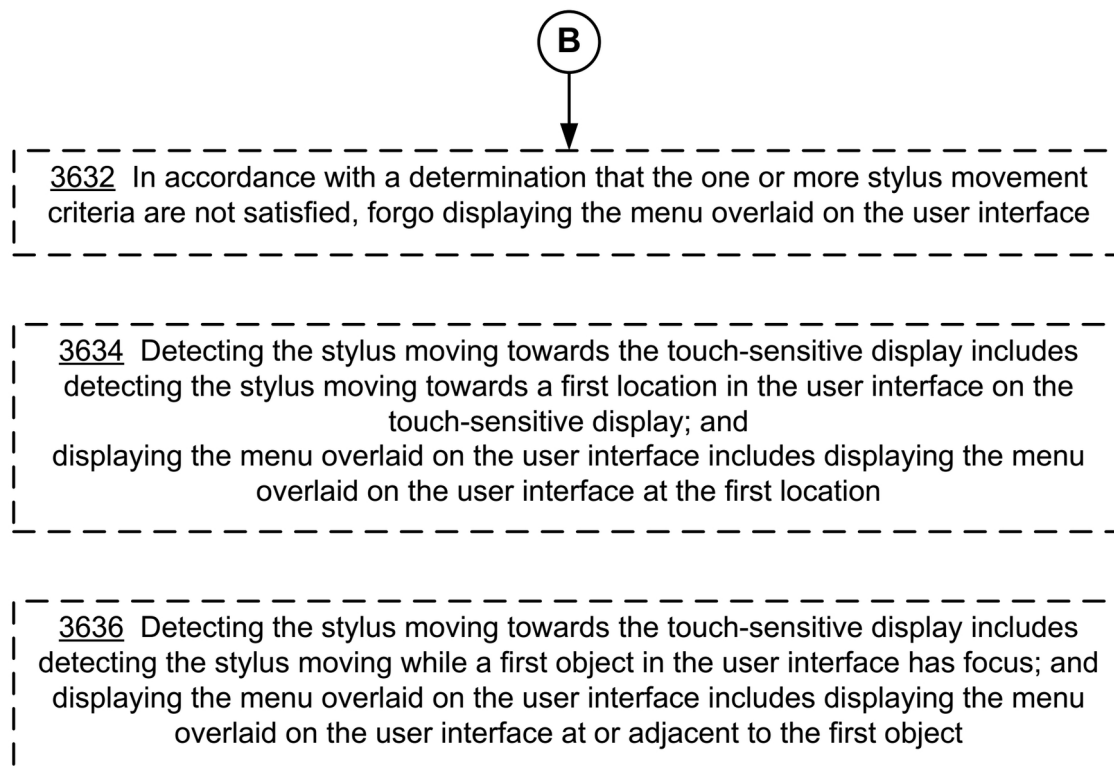 B
3632 In accordance with a determination that the one or more stylus movement
criteria are not satisfied, forgo displaying the menu overlaid on the user interface
3634 Detecting the stylus moving towards the touch-sensitive display includes
detecting the stylus moving towards a first location in the user interface on the
touch-sensitive display; and
displaying the menu overlaid on the user interface includes displaying the menu
overlaid on the user interface at the first location
3636 Detecting the stylus moving towards the touch-sensitive display includes
detecting the stylus moving while a first object in the user interface has focus; and
displaying the menu overlaid on the user interface includes displaying the menu
overlaid on the user interface at or adjacent to the first object